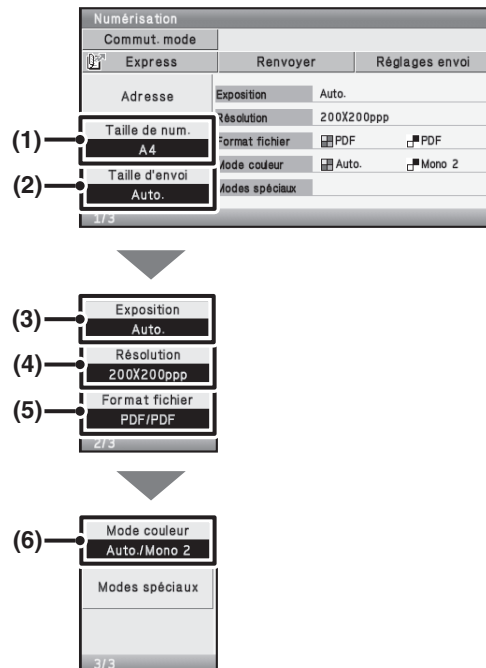 Numérisation
Commut. mode
Express Renvoyer Réglages envoi
Adresse
Exposition Auto.
Résolution 200X200ppp
Format fichier PDF PDF
Mode couleur Auto. Mono 2
Modes spéciaux
(1) Taille de num.
A4
(2) Taille d'envoi
Auto.
1/3
(3) Exposition
Auto.
(4) Résolution
200X200ppp
(5) Format fichier
PDF/PDF
2/3
(6) Mode couleur
Auto./Mono 2
Modes spéciaux
3/3